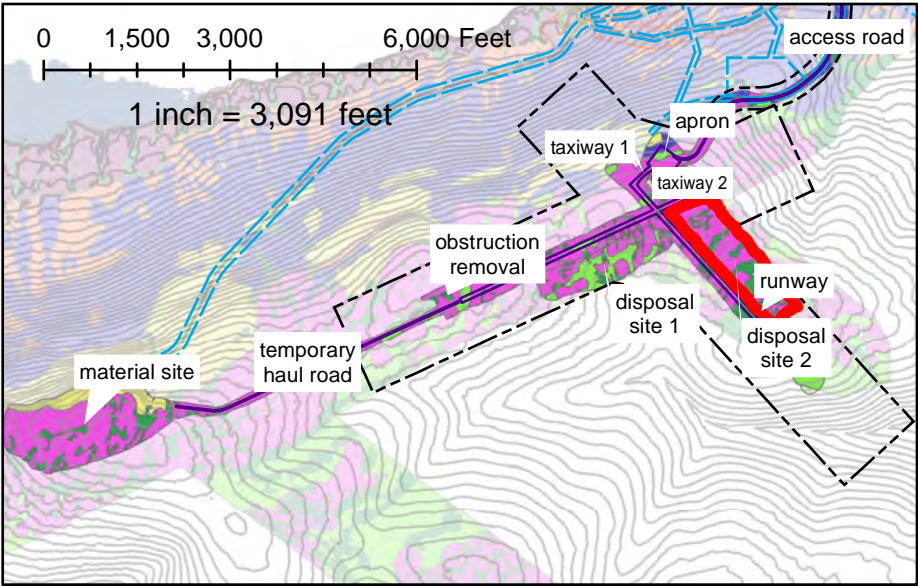 0 1,500 3,000 6,000 Feet
1 inch = 3,091 feet
access road
apron
taxiway 1
taxiway 2
obstruction
removal
runway
disposal
site 1
disposal
site 2
temporary
haul road
material site